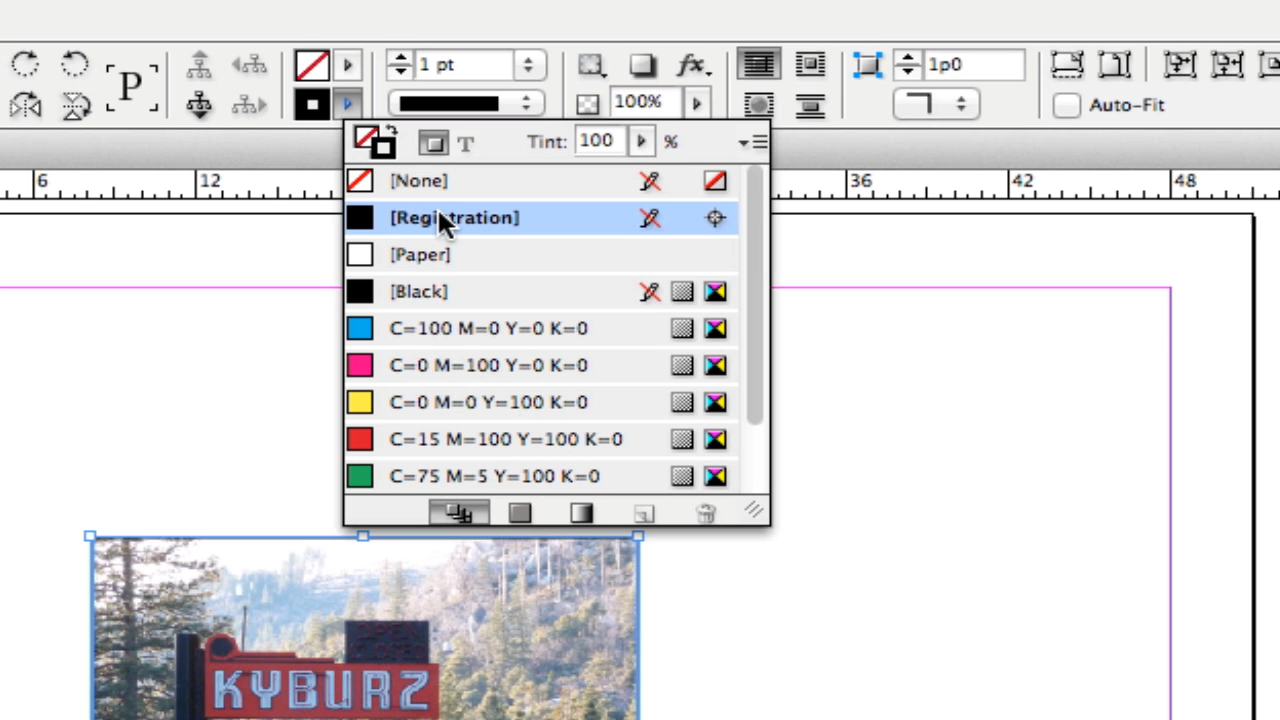 P
1 pt
fx.
100%
1p0
Auto-Fit
T
Tint: 100 %
6
12
36
42
48
[None]
[Registration]
[Paper]
[Black]
C=100 M=0 Y=0 K=0
C=0 M=100 Y=0 K=0
C=0 M=0 Y=100 K=0
C=15 M=100 Y=100 K=0
C=75 M=5 Y=100 K=0
KYBURZ